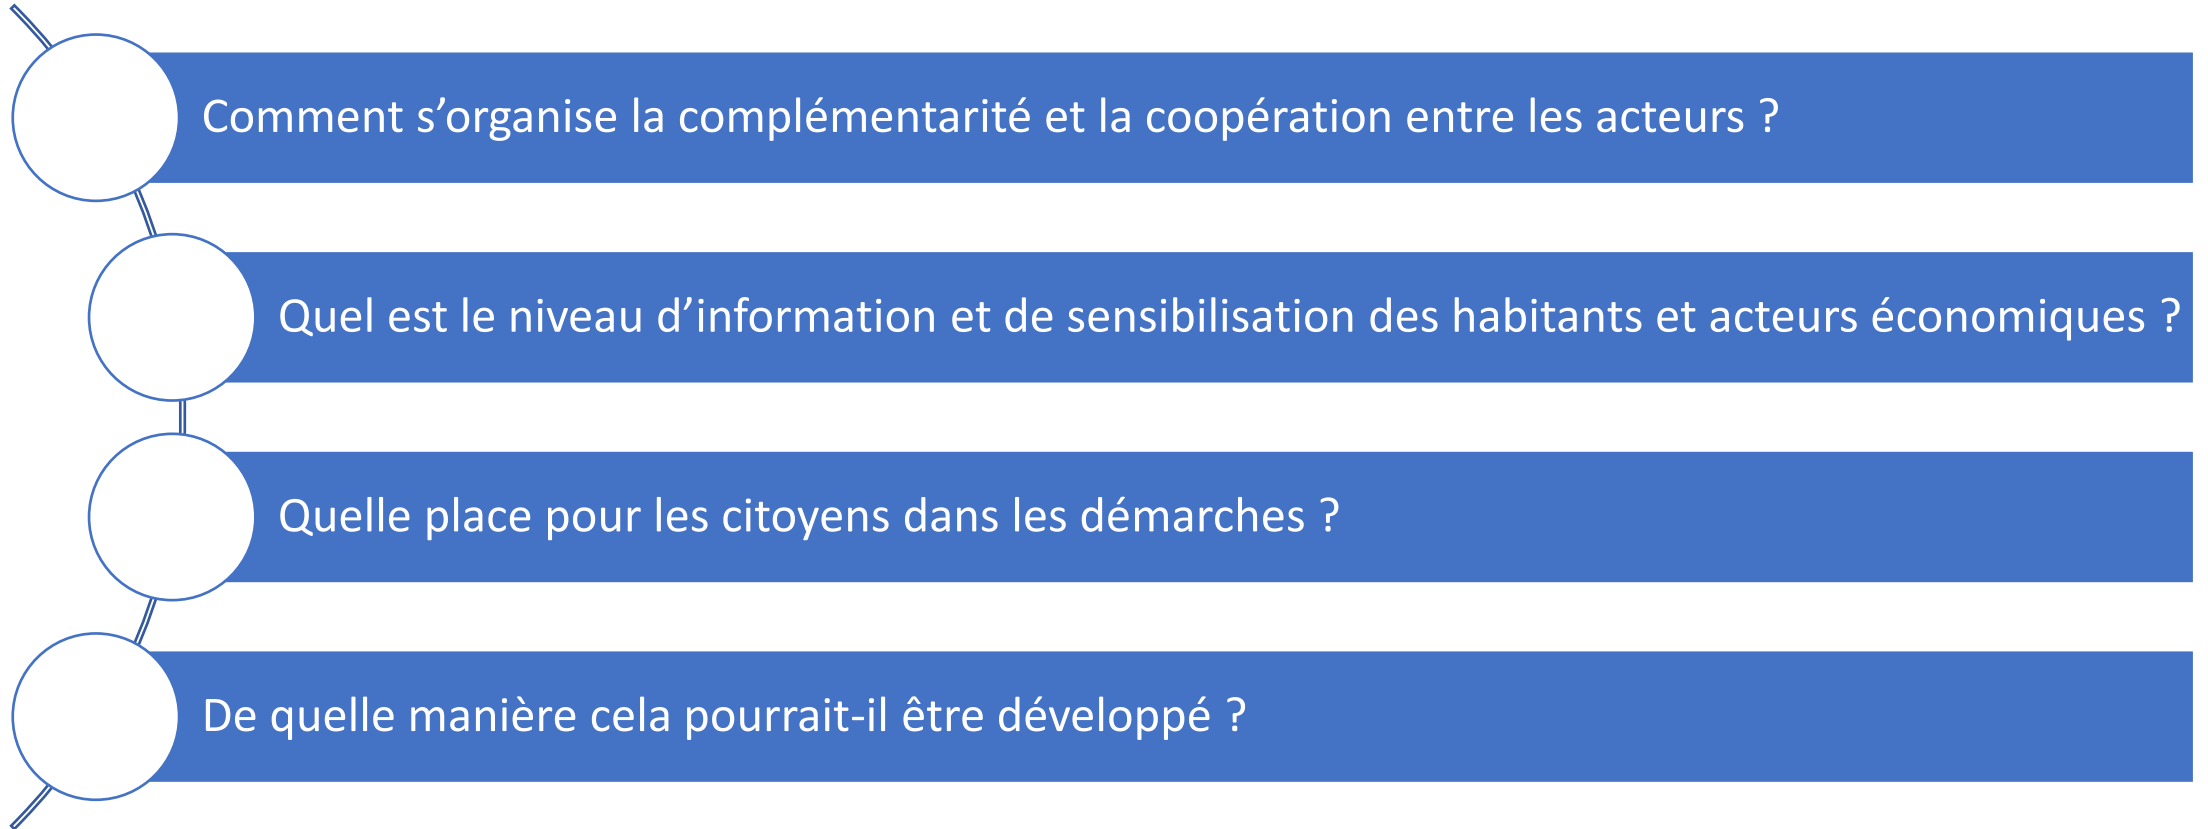 Comment s’organise la complémentarité et la coopération entre les acteurs ?
Quel est le niveau d’information et de sensibilisation des habitants et acteurs économiques ?
Quelle place pour les citoyens dans les démarches ?
De quelle manière cela pourrait-il être développé ?